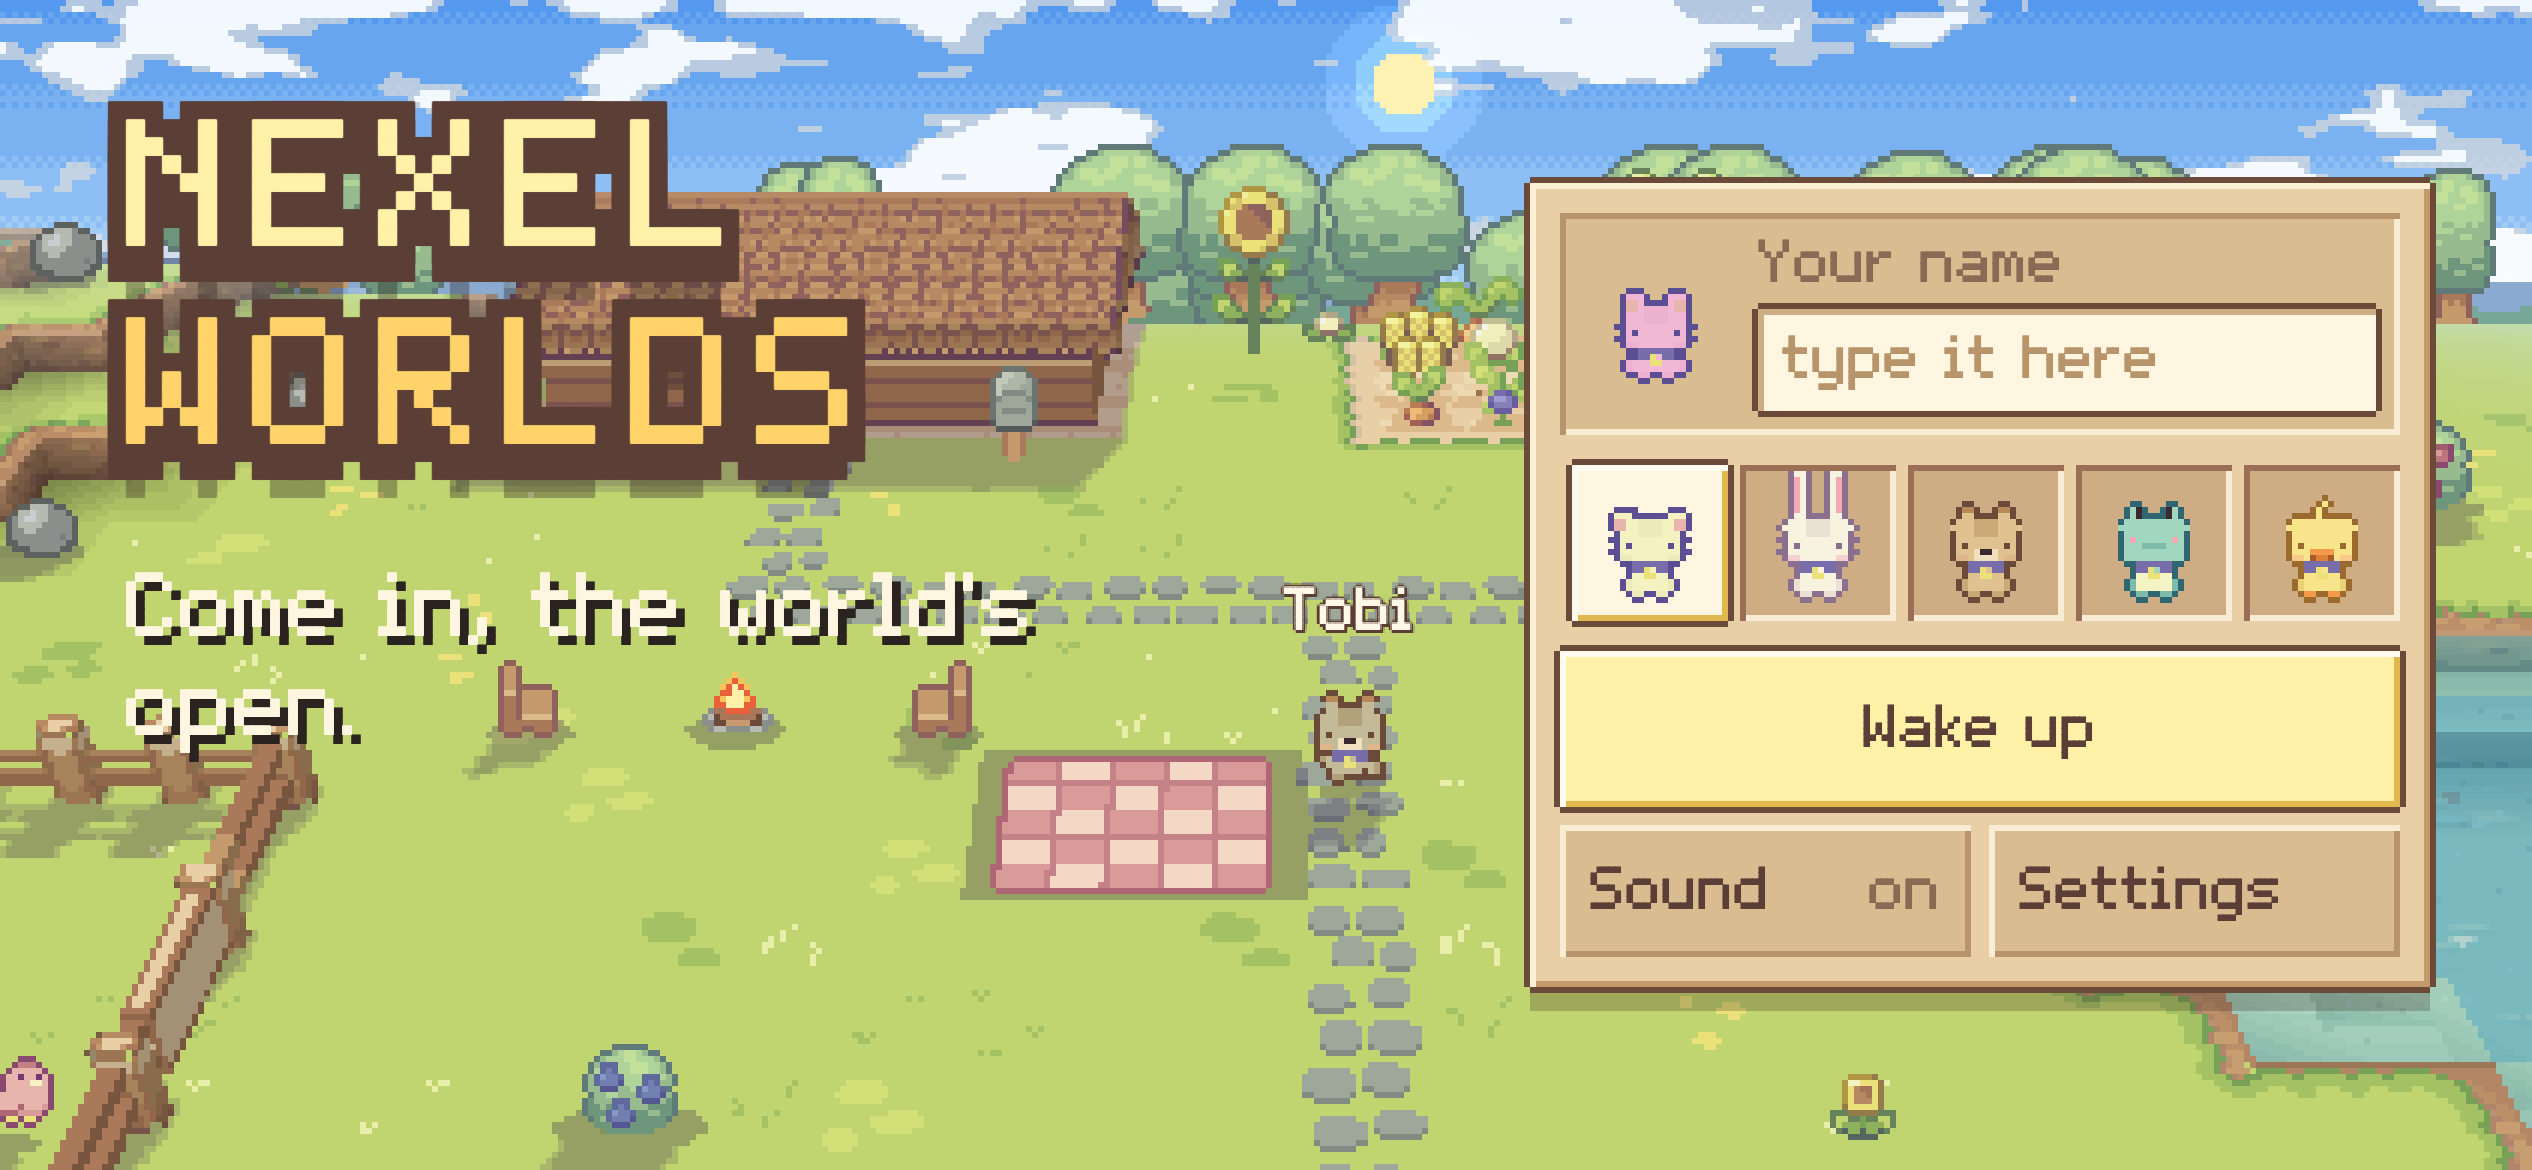 NEXEL
WORLDS
Come in, the world's
open.
Tobi
Your name
type it here
Wake up
Sound on
Settings